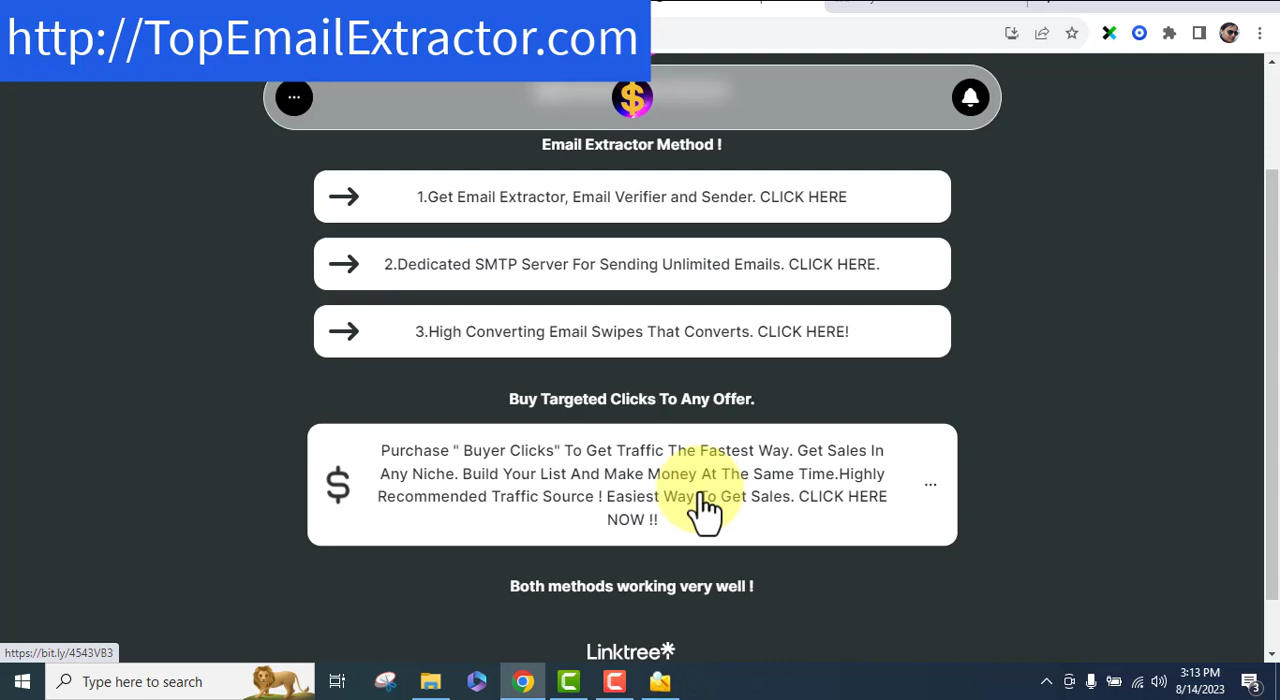 http://TopEmailExtractor.com
Email Extractor Method !
1.Get Email Extractor, Email Verifier and Sender. CLICK HERE
2.Dedicated SMTP Server For Sending Unlimited Emails. CLICK HERE.
3.High Converting Email Swipes That Converts. CLICK HERE!
Buy Targeted Clicks To Any Offer.
Purchase " Buyer Clicks" To Get Traffic The Fastest Way. Get Sales In
Any Niche. Build Your List And Make Money At The Same Time.Highly
Recommended Traffic Source ! Easiest Way To Get Sales. CLICK HERE
NOW !!
Both methods working very well !
Linktree*
https://bit.ly/4543VB3
Type here to search
3:13 PM
8/14/2023
3